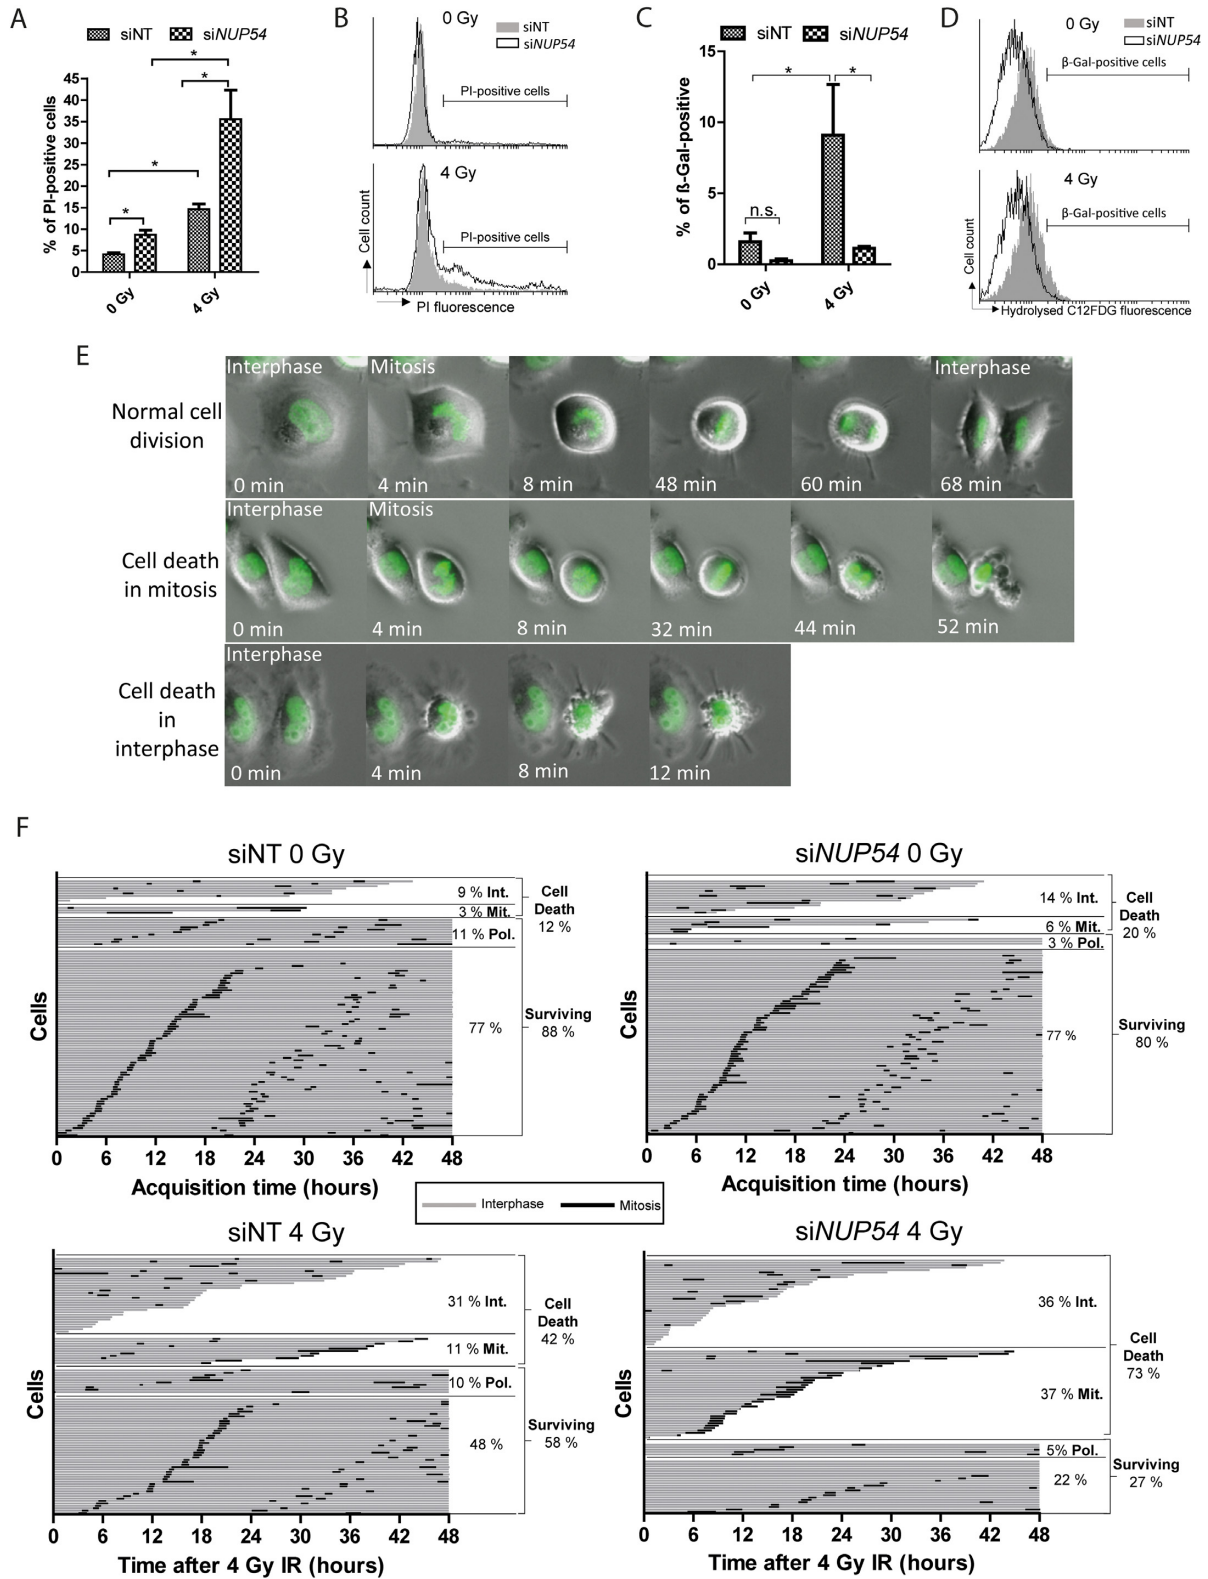 A
siNT
siNUP54
% of PI-positive cells
45
40
35
30
25
20
15
10
5
0
*
*
*
*
0 Gy
4 Gy
B
0 Gy
siNT
siNUP54
PI-positive cells
4 Gy
PI-positive cells
Cell count
PI fluorescence
C
siNT
siNUP54
% of ß-Gal-positive
15
10
5
0
*
*
n.s.
0 Gy
4 Gy
D
0 Gy
siNT
siNUP54
β-Gal-positive cells
4 Gy
β-Gal-positive cells
Cell count
Hydrolysed C12FDG fluorescence
E
Normal cell
division
Interphase
Mitosis
Interphase
0 min
4 min
8 min
48 min
60 min
68 min
Cell death
in mitosis
Interphase
Mitosis
0 min
4 min
8 min
32 min
44 min
52 min
Cell death
in
interphase
Interphase
0 min
4 min
8 min
12 min
F
siNT 0 Gy
Cells
9 % Int.
3 % Mit.
11 % Pol.
77 %
Cell
Death
12 %
Surviving
88 %
0 6 12 18 24 30 36 42 48
Acquisition time (hours)
siNUP54 0 Gy
Cells
14 % Int.
6 % Mit.
3 % Pol.
77 %
Cell
Death
20 %
Surviving
80 %
0 6 12 18 24 30 36 42 48
Acquisition time (hours)
Interphase
Mitosis
siNT 4 Gy
Cells
31 % Int.
11 % Mit.
10 % Pol.
48 %
Cell
Death
42 %
Surviving
58 %
0 6 12 18 24 30 36 42 48
Time after 4 Gy IR (hours)
siNUP54 4 Gy
Cells
36 % Int.
37 % Mit.
5% Pol.
22 %
Cell
Death
73 %
Surviving
27 %
0 6 12 18 24 30 36 42 48
Time after 4 Gy IR (hours)